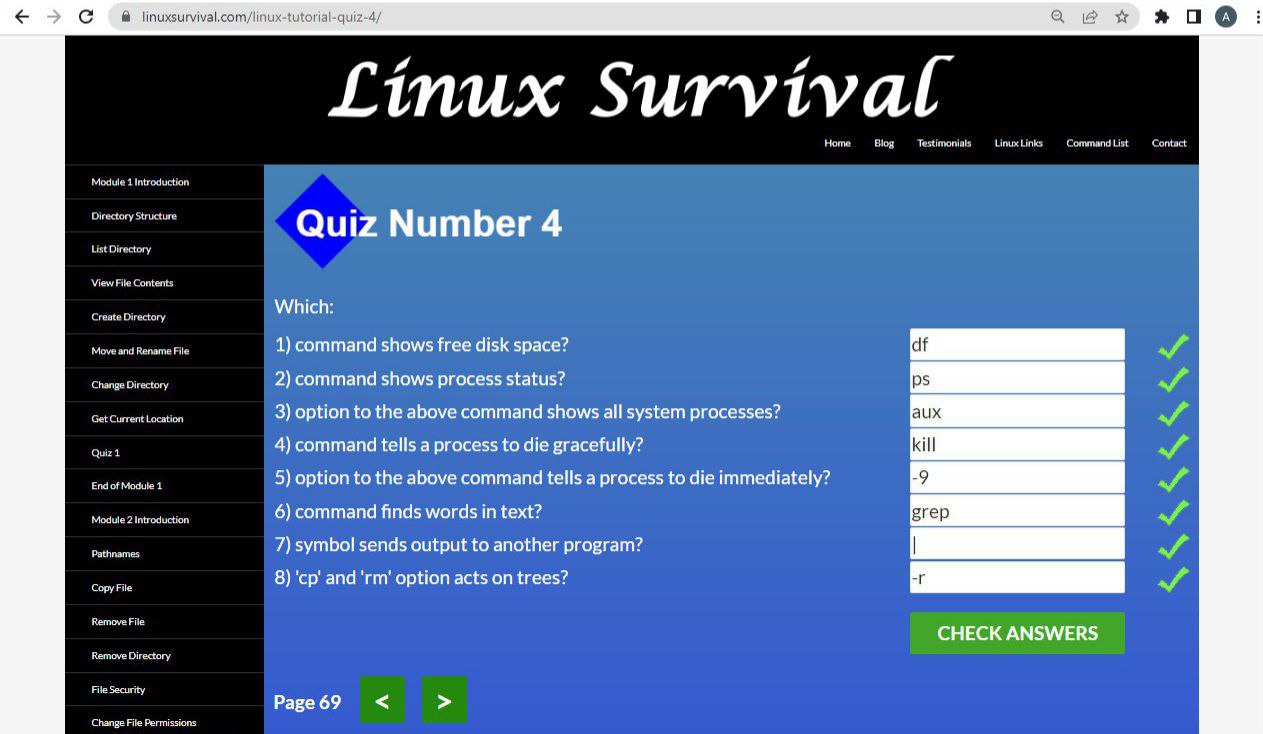 linuxsurvival.com/linux-tutorial-quiz-4/
A
Linux Survival
Home Blog Testimonials Linux Links Command List Contact
Module 1 Introduction
Directory Structure
List Directory
View File Contents
Create Directory
Move and Rename File
Change Directory
Get Current Location
Quiz 1
End of Module 1
Module 2 Introduction
Pathnames
Copy File
Remove File
Remove Directory
File Security
Change File Permissions
Quiz Number 4
Which:
1) command shows free disk space? df
2) command shows process status? ps
3) option to the above command shows all system processes? aux
4) command tells a process to die gracefully? kill
5) option to the above command tells a process to die immediately? -9
6) command finds words in text? grep
7) symbol sends output to another program? |
8) 'cp' and 'rm' option acts on trees? -r
CHECK ANSWERS
Page 69 < >